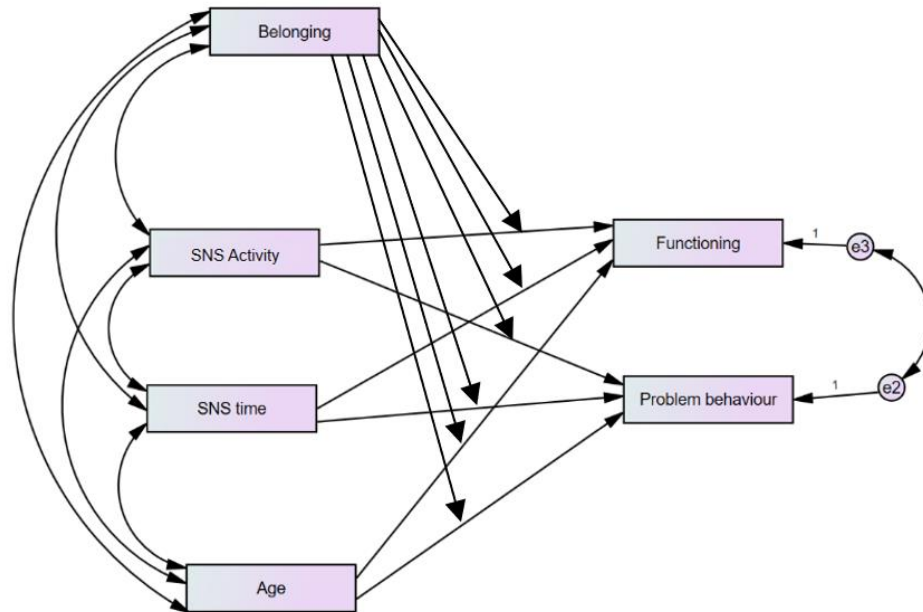 Belonging
SNS Activity
Functioning
1
e3
SNS time
Problem behaviour
1
e2
Age